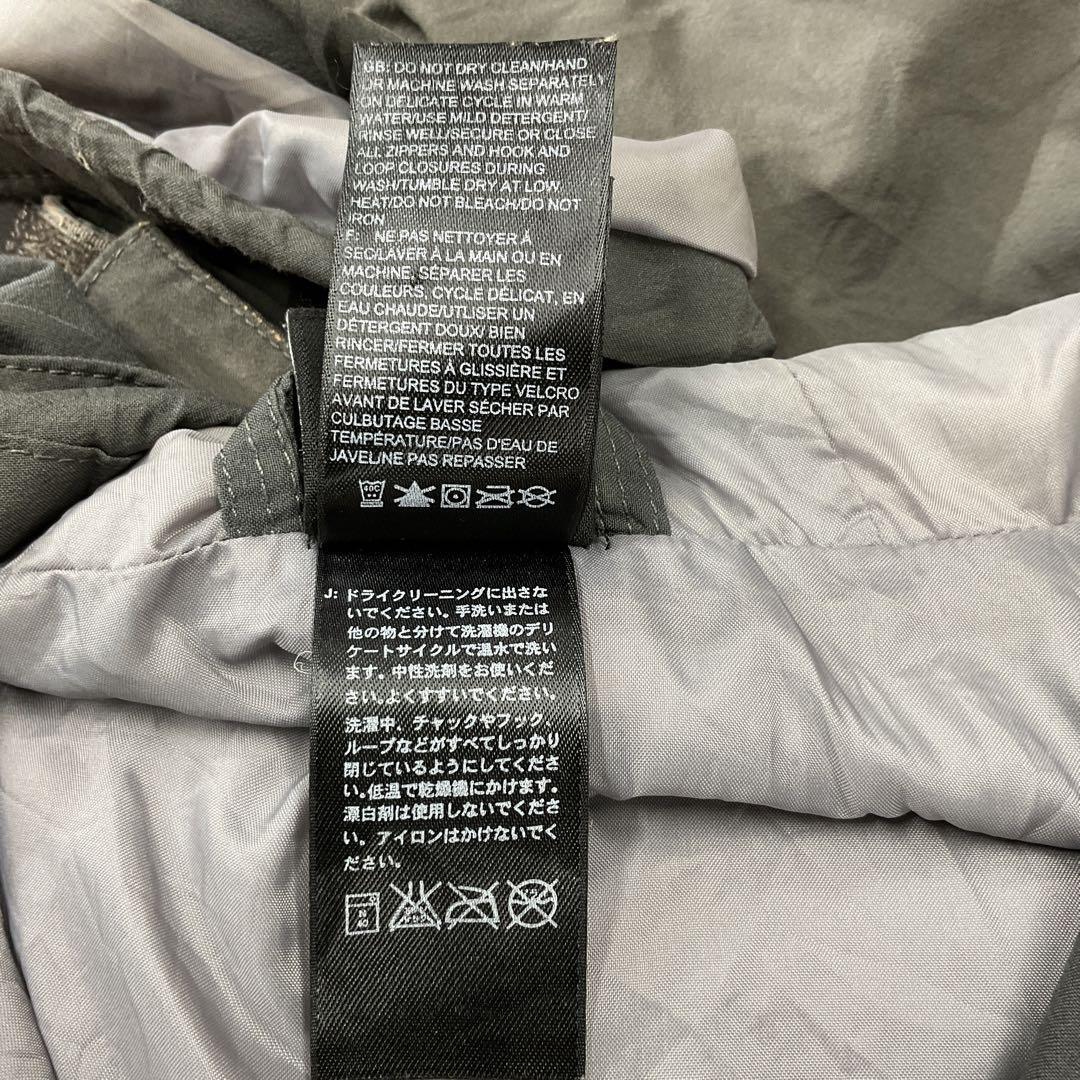 GB: DO NOT DRY CLEAN/HAND
OR MACHINE WASH SEPARATELY
ON DELICATE CYCLE IN WARM
WATER/USE MILD DETERGENT/
RINSE WELL/SECURE OR CLOSE
ALL ZIPPERS AND HOOK AND
LOOP CLOSURES DURING
WASH/TUMBLE DRY AT LOW
HEAT/DO NOT BLEACH/DO NOT
IRON
F: NE PAS NETTOYER À
SEC/LAVER À LA MAIN OU EN
MACHINE, SÉPARER LES
COULEURS, CYCLE DÉLICAT, EN
EAU CHAUDE/UTLISER UN
DÉTERGENT DOUX/ BIEN
RINCER/FERMER TOUTES LES
FERMETURES À GLISSIÈRE ET
FERMETURES DU TYPE VELCRO
AVANT DE LAVER SÉCHER PAR
CULBUTAGE BASSE
TEMPÉRATURE/PAS D'EAU DE
JAVEL/NE PAS REPASSER
40C
J: ドライクリーニングに出さな
いでください。手洗いまたは
他の物と分けて洗濯機のデリ
ケートサイクルで温水で洗い
ます。中性洗剤をお使いくだ
さい。よくすすいでください。
洗濯中、チャックやフック、
ループなどがすべてしっかり
閉じているようにしてくださ
い。低温で乾燥機にかけます。
漂白剤は使用しないでくださ
い。アイロンはかけないでく
ださい。
40